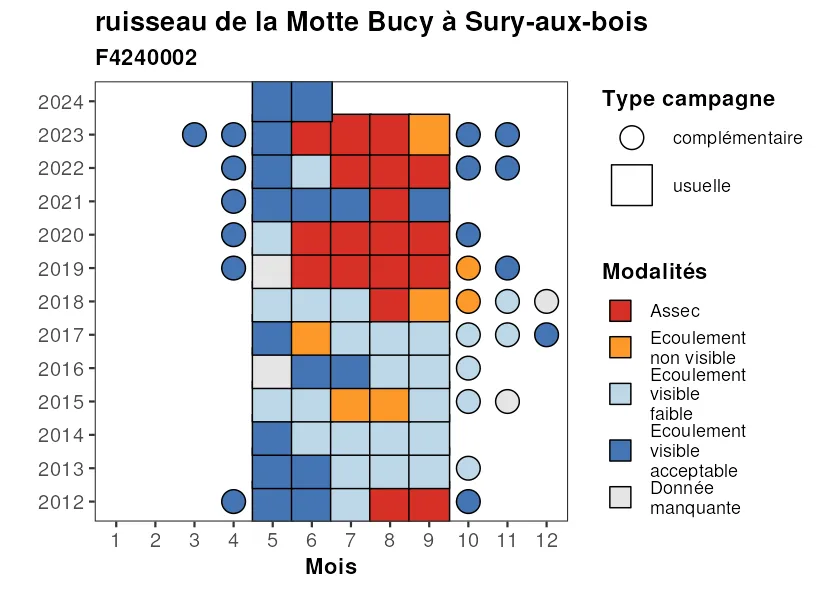 ruisseau de la Motte Bucy à Sury-aux-bois
F4240002
2024
2023
2022
2021
2020
2019
2018
2017
2016
2015
2014
2013
2012
1 2 3 4 5 6 7 8 9 10 11 12
Mois
Type campagne
complémentaire
usuelle
Modalités
Assec
Ecoulement
non visible
Ecoulement
visible
faible
Ecoulement
visible
acceptable
Donnée
manquante